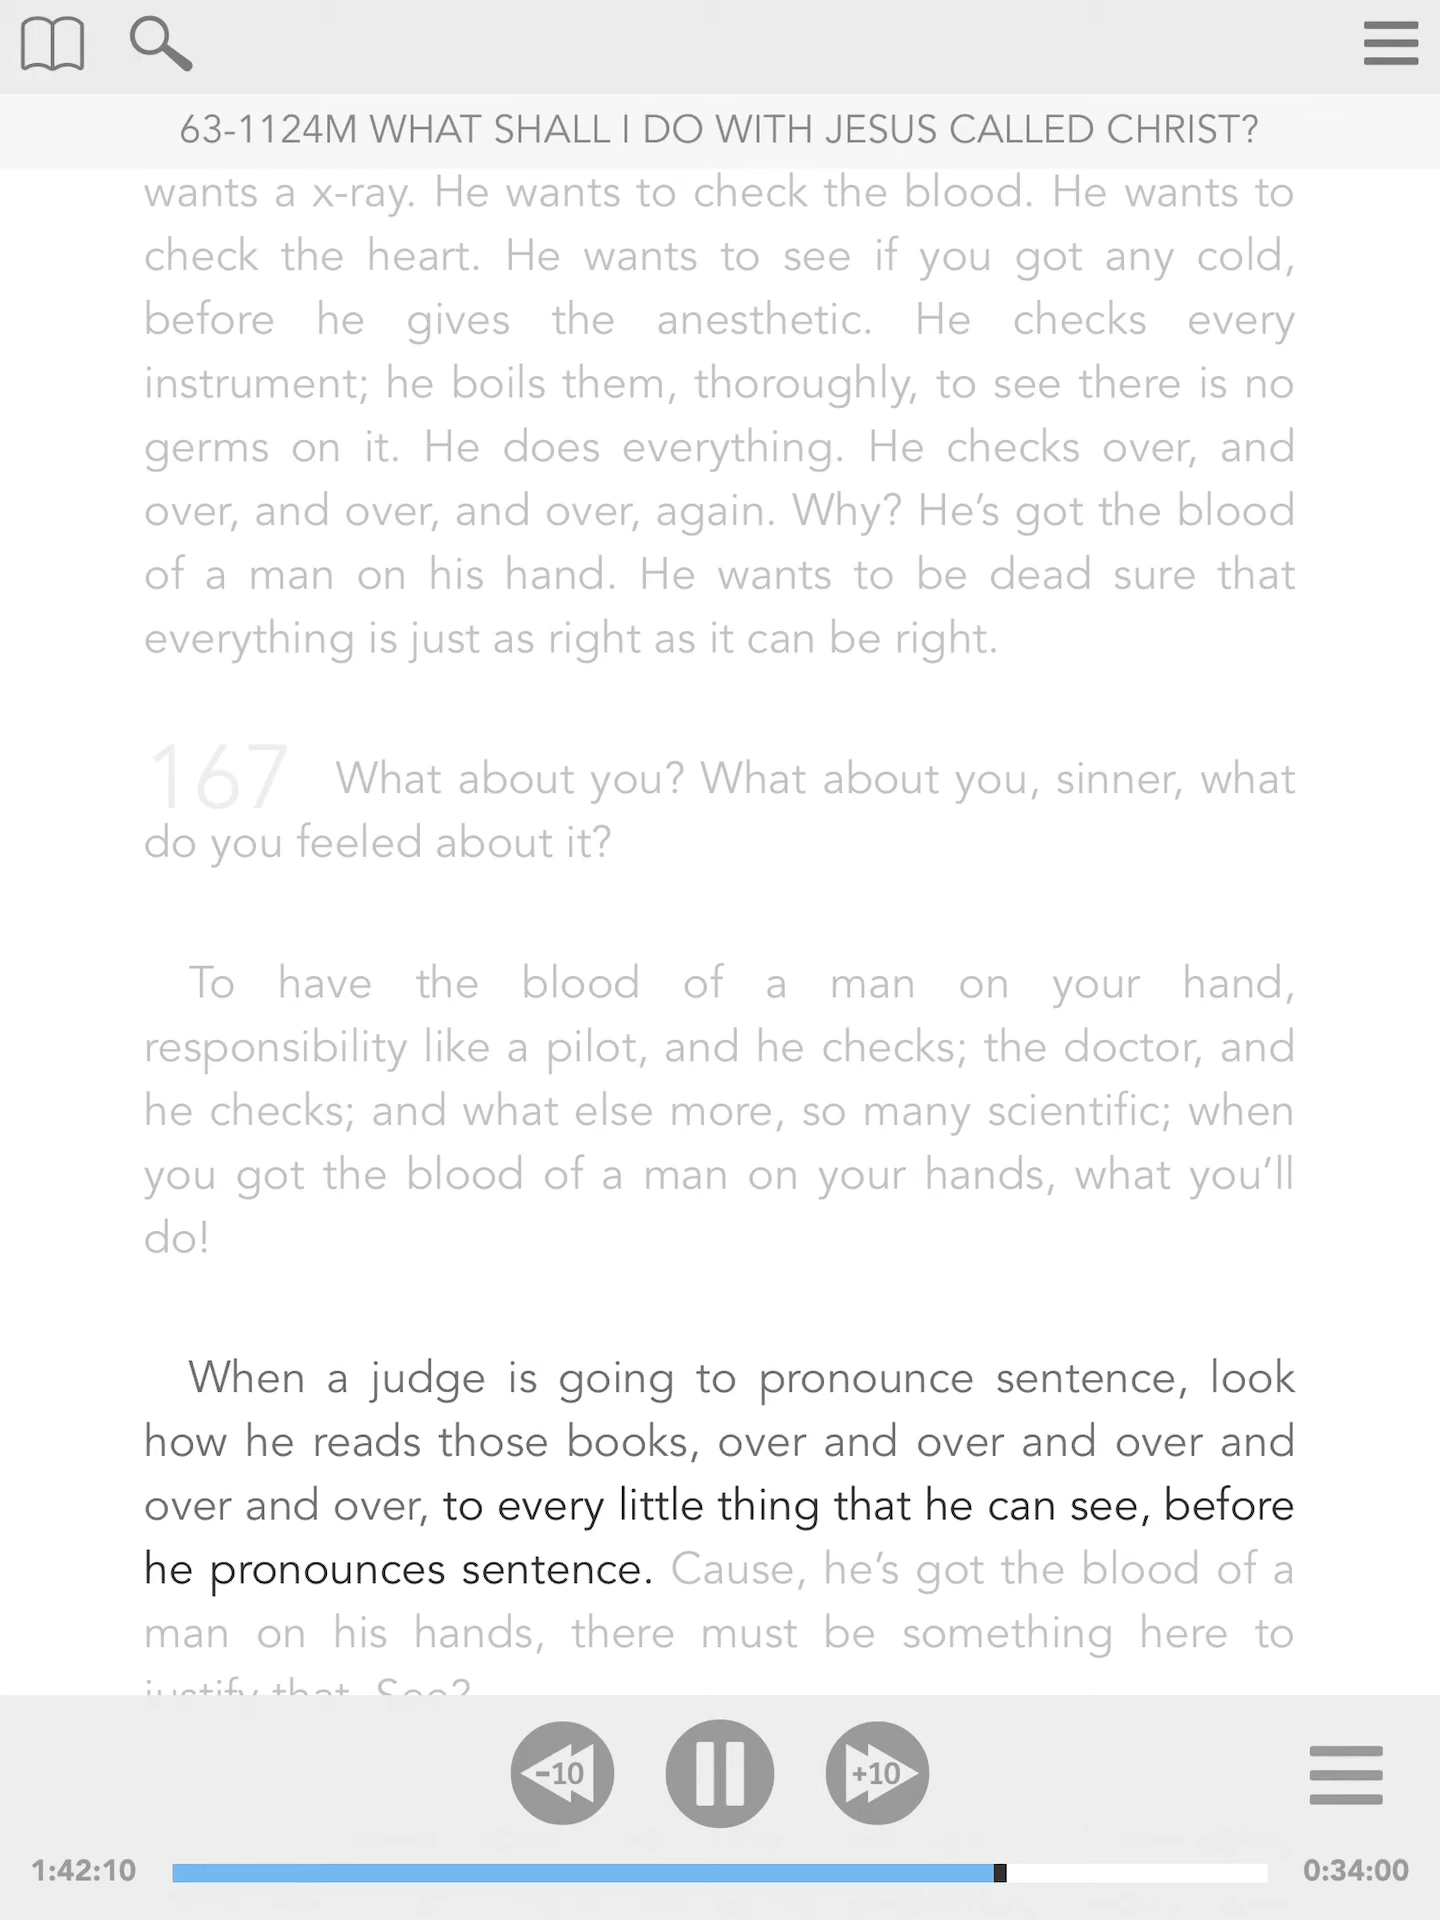 63-1124M WHAT SHALL I DO WITH JESUS CALLED CHRIST?
wants a x-ray. He wants to check the blood. He wants to
check the heart. He wants to see if you got any cold,
before he gives the anesthetic. He checks every
instrument; he boils them, thoroughly, to see there is no
germs on it. He does everything. He checks over, and
over, and over, and over, again. Why? He’s got the blood
of a man on his hand. He wants to be dead sure that
everything is just as right as it can be right.
167 What about you? What about you, sinner, what
do you feeled about it?
To have the blood of a man on your hand,
responsibility like a pilot, and he checks; the doctor, and
he checks; and what else more, so many scientific; when
you got the blood of a man on your hands, what you’ll
do!
When a judge is going to pronounce sentence, look
how he reads those books, over and over and over and
over and over, to every little thing that he can see, before
he pronounces sentence. Cause, he’s got the blood of a
man on his hands, there must be something here to
justify that. See?
-10 +10
1:42:10 0:34:00